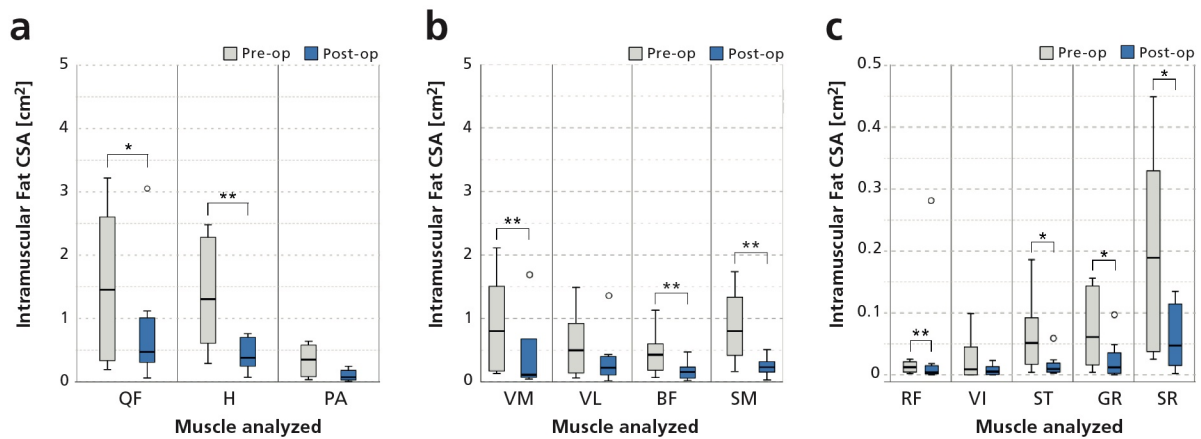 a
Pre-op Post-op
Intramuscular Fat CSA [cm²]
5
4
3
2
1
0
*
**
QF H PA
Muscle analyzed
b
Pre-op Post-op
Intramuscular Fat CSA [cm²]
5
4
3
2
1
0
**
**
**
VM VL BF SM
Muscle analyzed
c
Pre-op Post-op
Intramuscular Fat CSA [cm²]
0.5
0.4
0.3
0.2
0.1
0
**
*
*
*
RF VI ST GR SR
Muscle analyzed